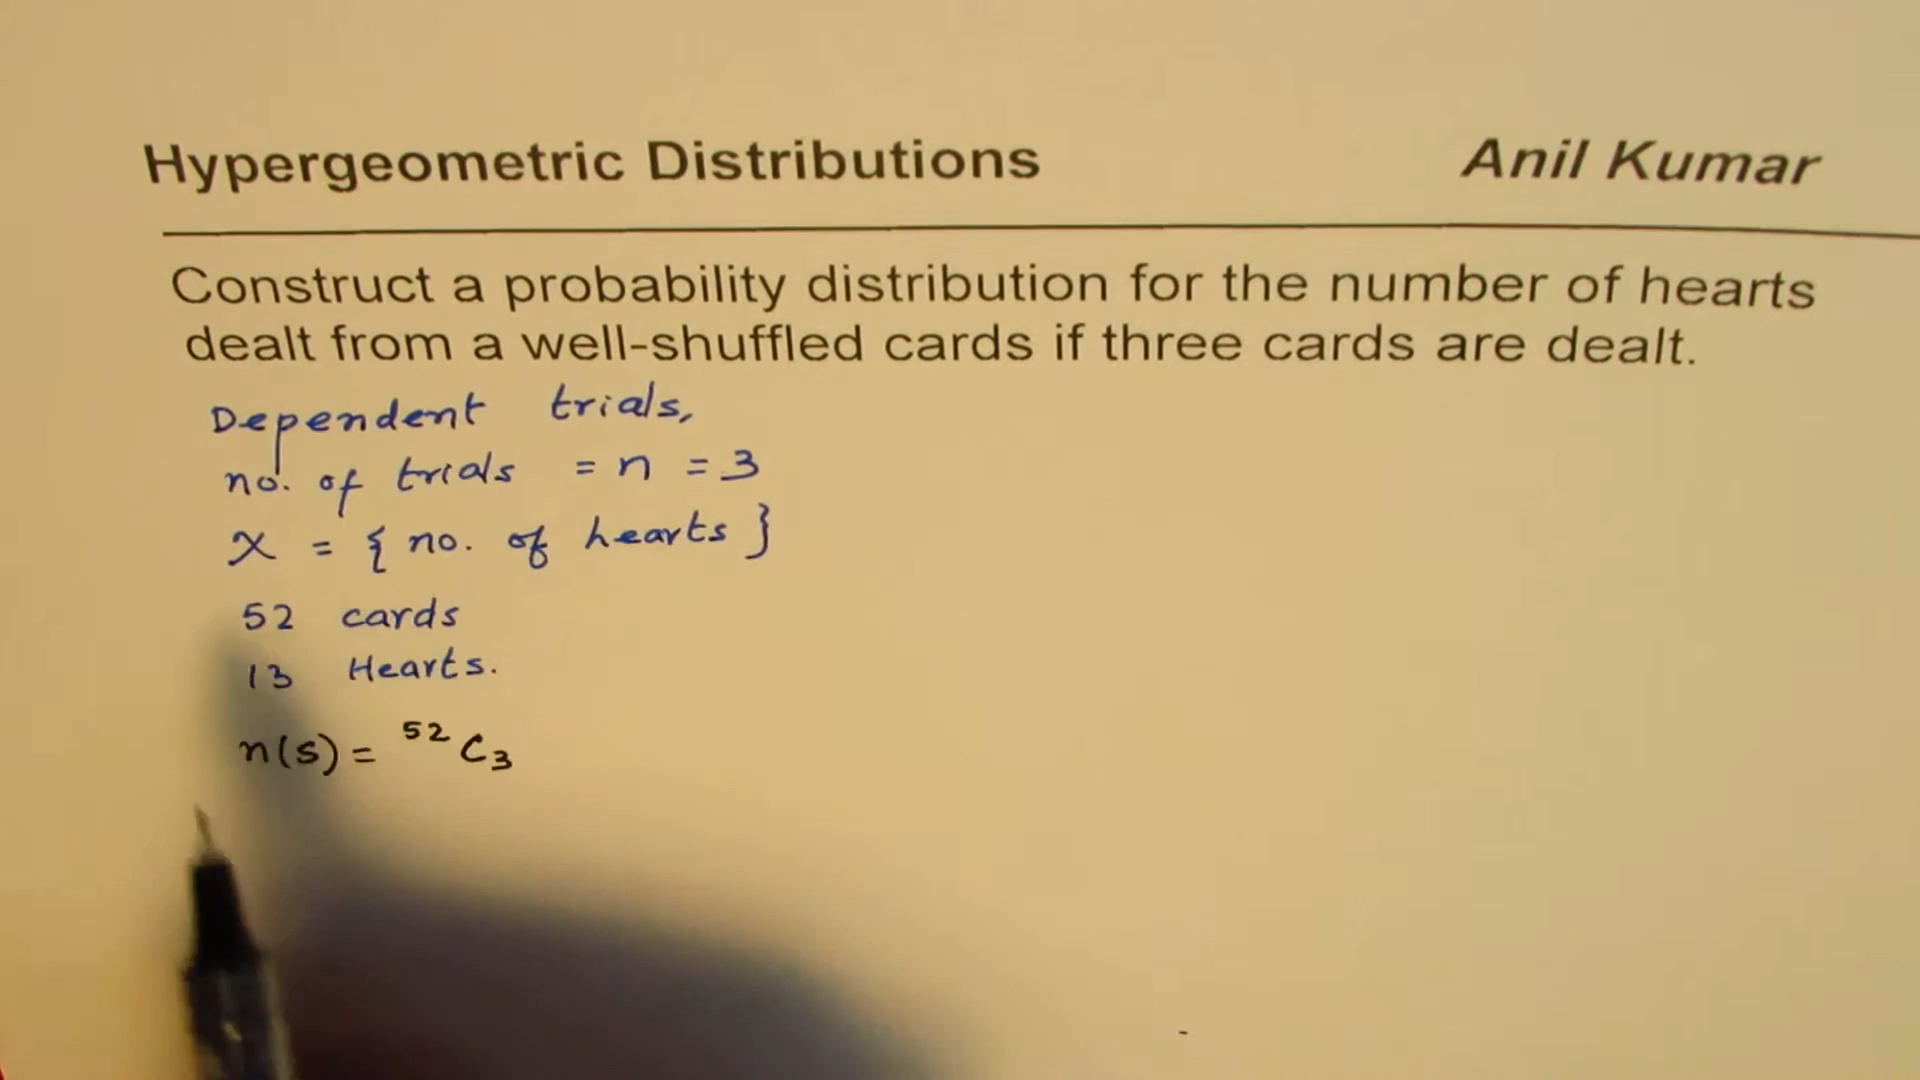 Hypergeometric Distributions Anil Kumar
Construct a probability distribution for the number of hearts
dealt from a well-shuffled cards if three cards are dealt.
Dependent trials,
no. of trials = n = 3
X = { no. of hearts }
52 cards
13 Hearts.
n(s) = ⁵²C₃